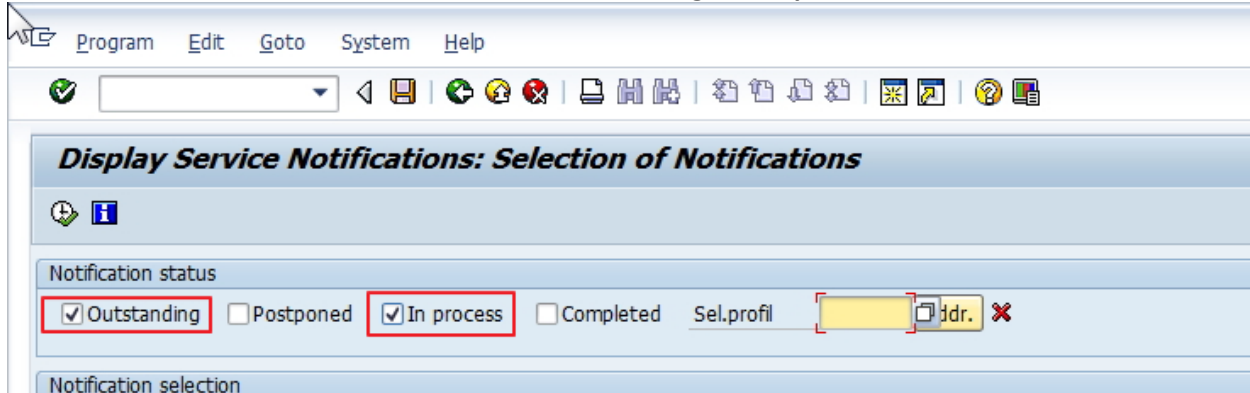 Program Edit Goto System Help
Display Service Notifications: Selection of Notifications
Notification status
Outstanding Postponed In process Completed Sel.profil ddr.
Notification selection